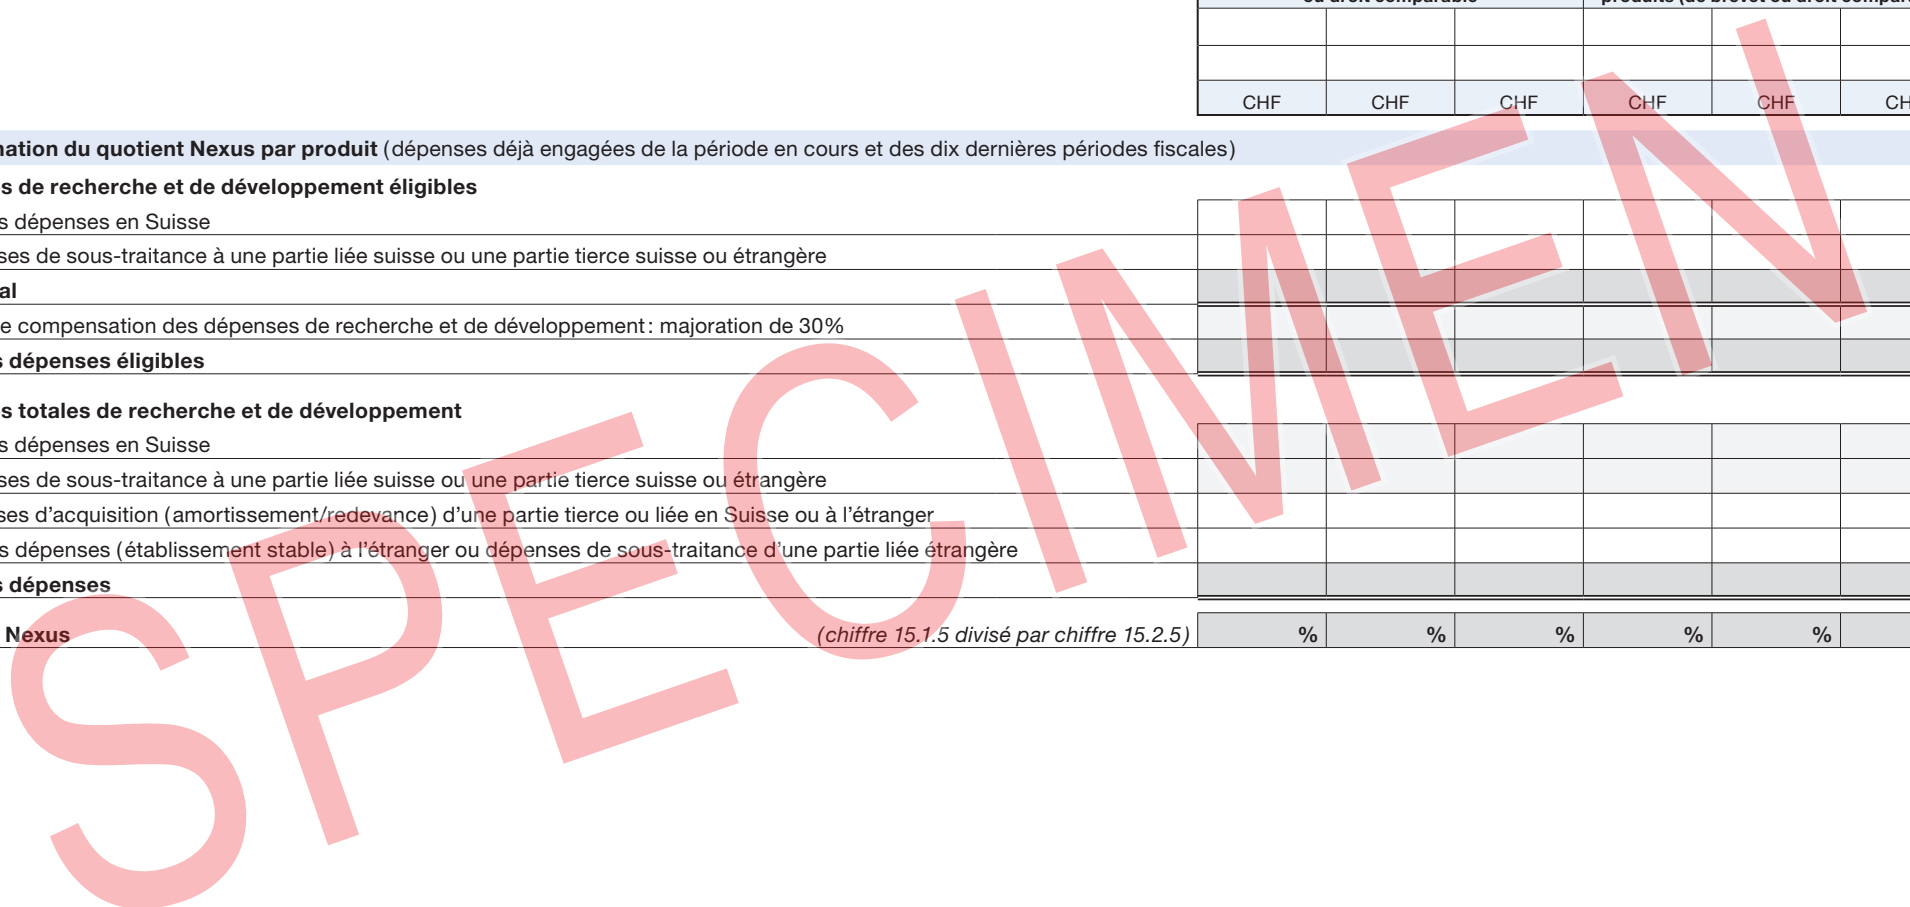 ou droit comparable
CHF CHF CHF CHF CHF
nation du quotient Nexus par produit (dépenses déjà engagées de la période en cours et des dix dernières périodes fiscales)
s de recherche et de développement éligibles
s dépenses en Suisse
ses de sous-traitance à une partie liée suisse ou une partie tierce suisse ou étrangère
al
e compensation des dépenses de recherche et de développement: majoration de 30%
s dépenses éligibles
s totales de recherche et de développement
s dépenses en Suisse
ses de sous-traitance à une partie liée suisse ou une partie tierce suisse ou étrangère
ses d'acquisition (amortissement/redevance) d'une partie tierce ou liée en Suisse ou à l'étranger
s dépenses (établissement stable) à l'étranger ou dépenses de sous-traitance d'une partie liée étrangère
s dépenses
Nexus (chiffre 15.1.5 divisé par chiffre 15.2.5) % % % % %
SPECIMEN